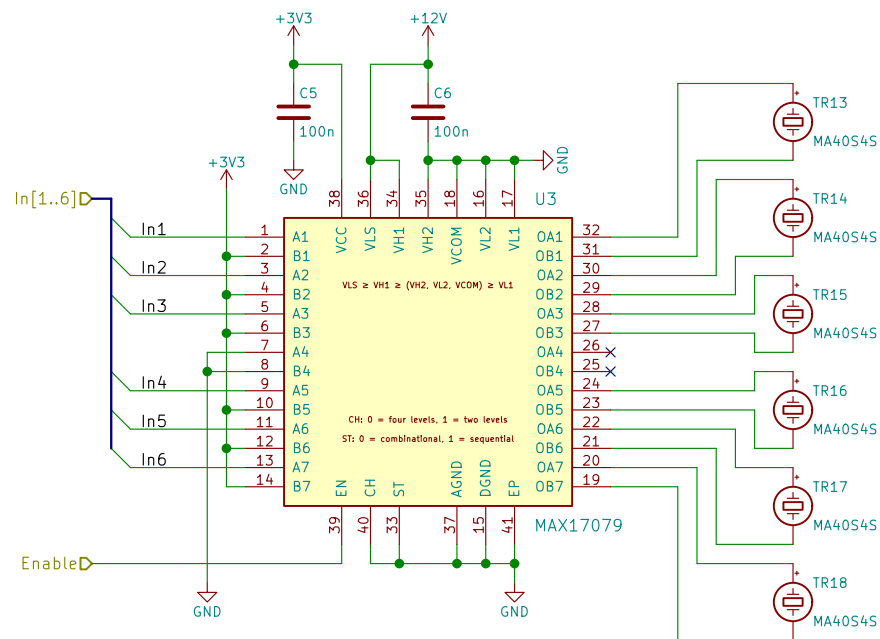 +3V3
+12V
C5
100n
C6
100n
GND
GND
+3V3
In[1..6]
U3
38 36 34 35 18 16 17
VCC VLS VH1 VH2 VCOM VL2 VL1
VLS ≥ VH1 ≥ (VH2, VL2, VCOM) ≥ VL1
In1 1 A1
2 B1
In2 3 A2
4 B2
In3 5 A3
6 B3
7 A4
8 B4
In4 9 A5
10 B5
In5 11 A6
12 B6
In6 13 A7
14 B7
OA1 32
OB1 31
OA2 30
OB2 29
OA3 28
OB3 27
OA4 26
OB4 25
OA5 24
OB5 23
OA6 22
OB6 21
OA7 20
OB7 19
CH: 0 = four levels, 1 = two levels
ST: 0 = combinational, 1 = sequential
EN CH ST AGND DGND EP
39 40 33 37 15 41
MAX17079
Enable
GND
GND
+
TR13
MA40S4S
+
TR14
MA40S4S
+
TR15
MA40S4S
+
TR16
MA40S4S
+
TR17
MA40S4S
+
TR18
MA40S4S